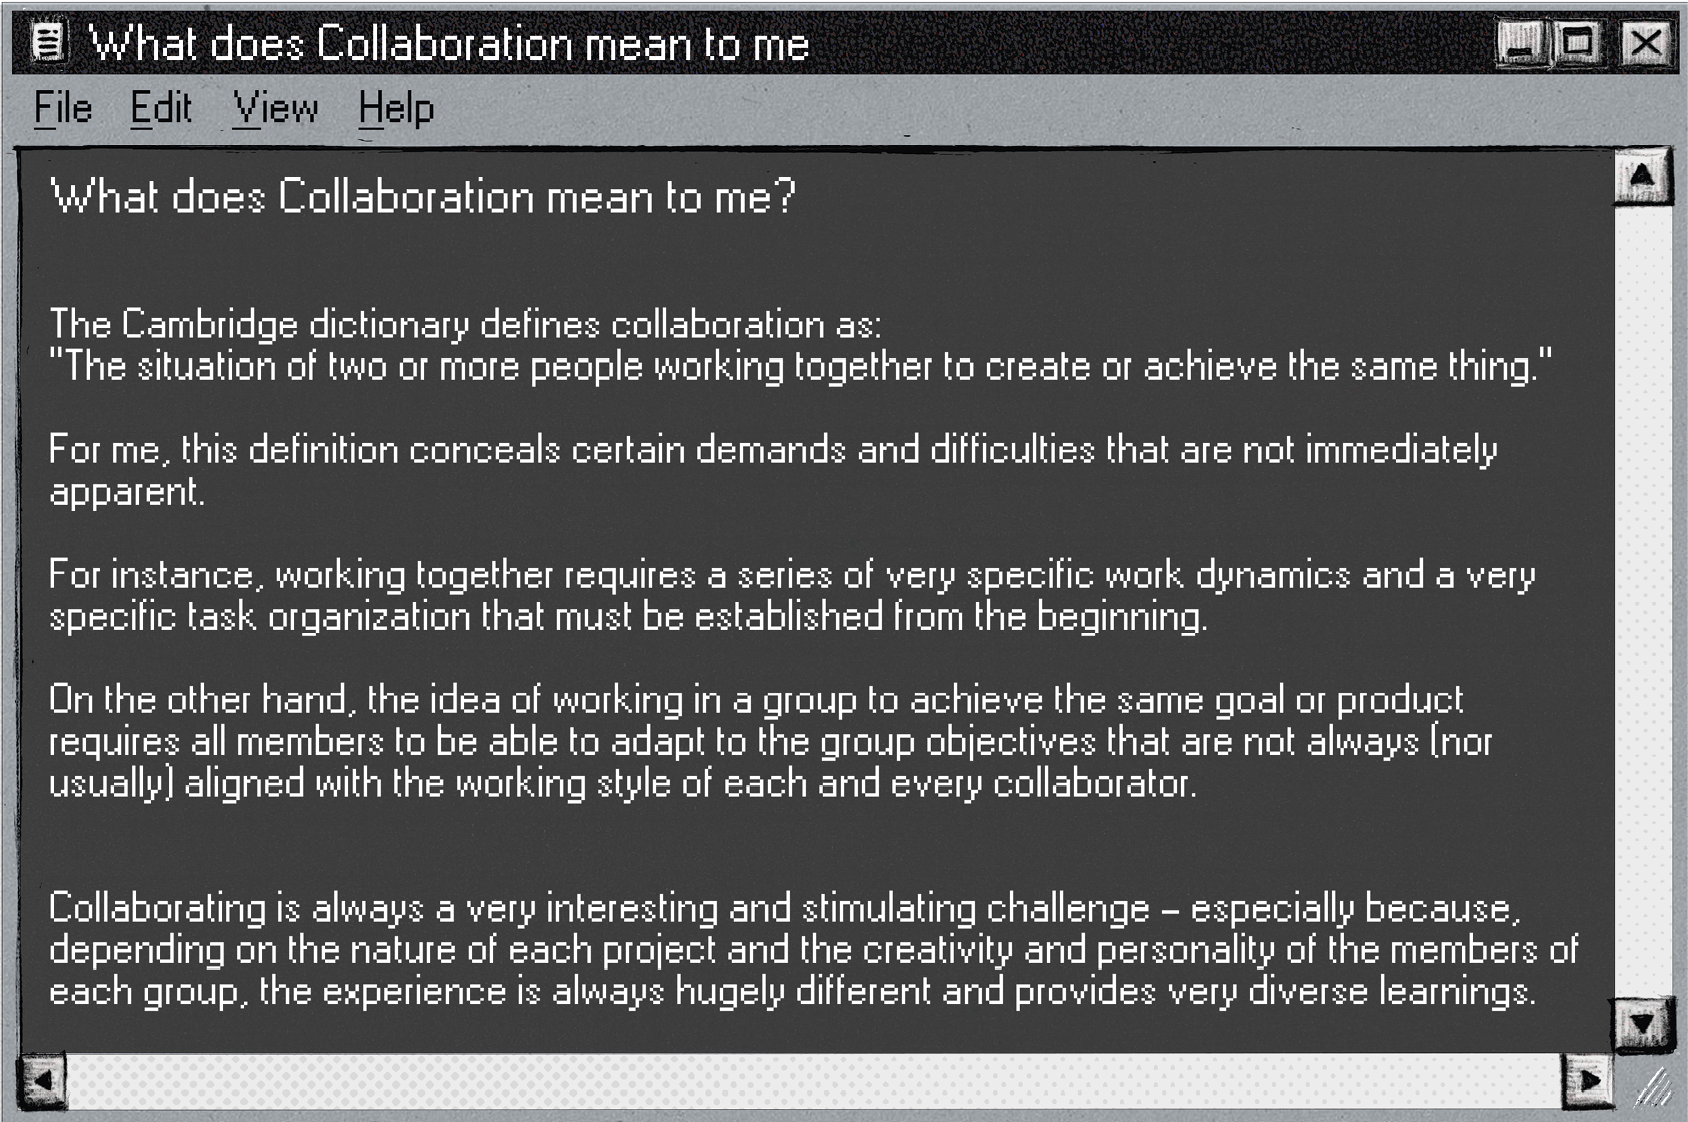 What does Collaboration mean to me
File Edit View Help
What does Collaboration mean to me?
The Cambridge dictionary defines collaboration as:
"The situation of two or more people working together to create or achieve the same thing."
For me, this definition conceals certain demands and difficulties that are not immediately
apparent.
For instance, working together requires a series of very specific work dynamics and a very
specific task organization that must be established from the beginning.
On the other hand, the idea of working in a group to achieve the same goal or product
requires all members to be able to adapt to the group objectives that are not always (nor
usually) aligned with the working style of each and every collaborator.
Collaborating is always a very interesting and stimulating challenge – especially because,
depending on the nature of each project and the creativity and personality of the members of
each group, the experience is always hugely different and provides very diverse learnings.